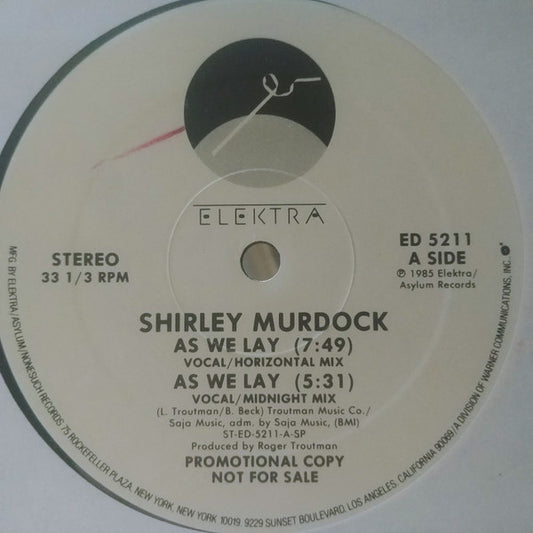 ELEKTRA
STEREO
33 1/3 RPM
ED 5211
A SIDE
℗ 1985 Elektra/
Asylum Records
SHIRLEY MURDOCK
AS WE LAY (7:49)
VOCAL/HORIZONTAL MIX
AS WE LAY (5:31)
VOCAL/MIDNIGHT MIX
(L. Troutman/B. Beck) Troutman Music Co./
Saja Music, adm. by Saja Music, (BMI)
ST-ED-5211-A-SP
Produced by Roger Troutman
PROMOTIONAL COPY
NOT FOR SALE
MFG. BY ELEKTRA/ASYLUM/NONESUCH RECORDS 75 ROCKEFELLER PLAZA, NEW YORK, NEW YORK 10019. 9229 SUNSET BOULEVARD, LOS ANGELES, CALIFORNIA 90069/A DIVISION OF WARNER COMMUNICATIONS, INC.